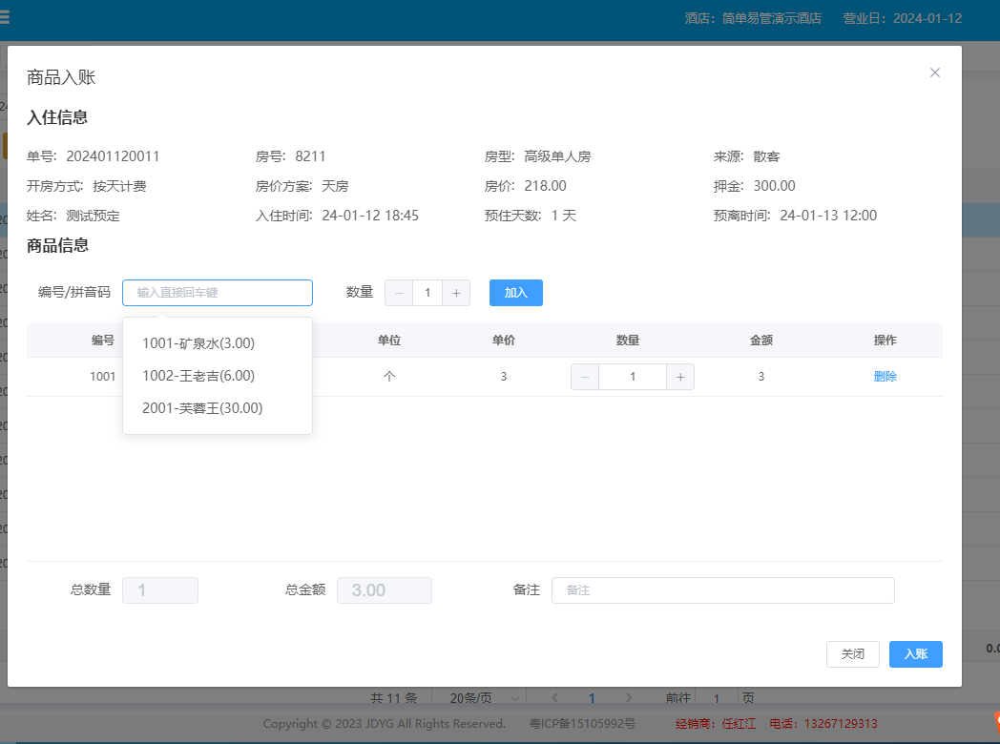 酒店：简单易管演示酒店 营业日：2024-01-12
商品入账
入住信息
单号: 202401120011 房号: 8211 房型: 高级单人房 来源: 散客
开房方式: 按天计费 房价方案: 天房 房价: 218.00 押金: 300.00
姓名: 测试预定 入住时间: 24-01-12 18:45 预住天数: 1 天 预离时间: 24-01-13 12:00
商品信息
编号/拼音码 输入直接回车键 数量 － 1 ＋ 加入
编号 单位 单价 数量 金额 操作
1001-矿泉水(3.00)
1001 个 3 － 1 ＋ 3 删除
1002-王老吉(6.00)
2001-芙蓉王(30.00)
总数量 1 总金额 3.00 备注 备注
关闭 入账
共 11 条 20条/页 1 前往 1 页
Copyright © 2023 JDYG All Rights Reserved. 粤ICP备15105992号 经销商：任红江 电话：13267129313